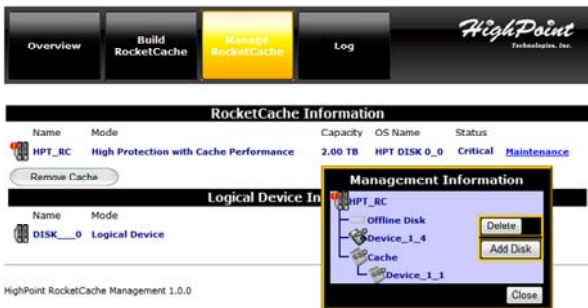 HighPoint
Technologies, Inc.
Overview
Build RocketCache
Manage RocketCache
Log
RocketCache Information
Name Mode Capacity OS Name Status
HPT_RC High Protection with Cache Performance 2.00 TB HPT DISK 0_0 Critical Maintenance
Remove Cache
Logical Device In
Name Mode
DISK___0 Logical Device
Management Information
HPT_RC
Offline Disk
Delete
Device_1_4
Add Disk
Cache
Device_1_1
Close
HighPoint RocketCache Management 1.0.0